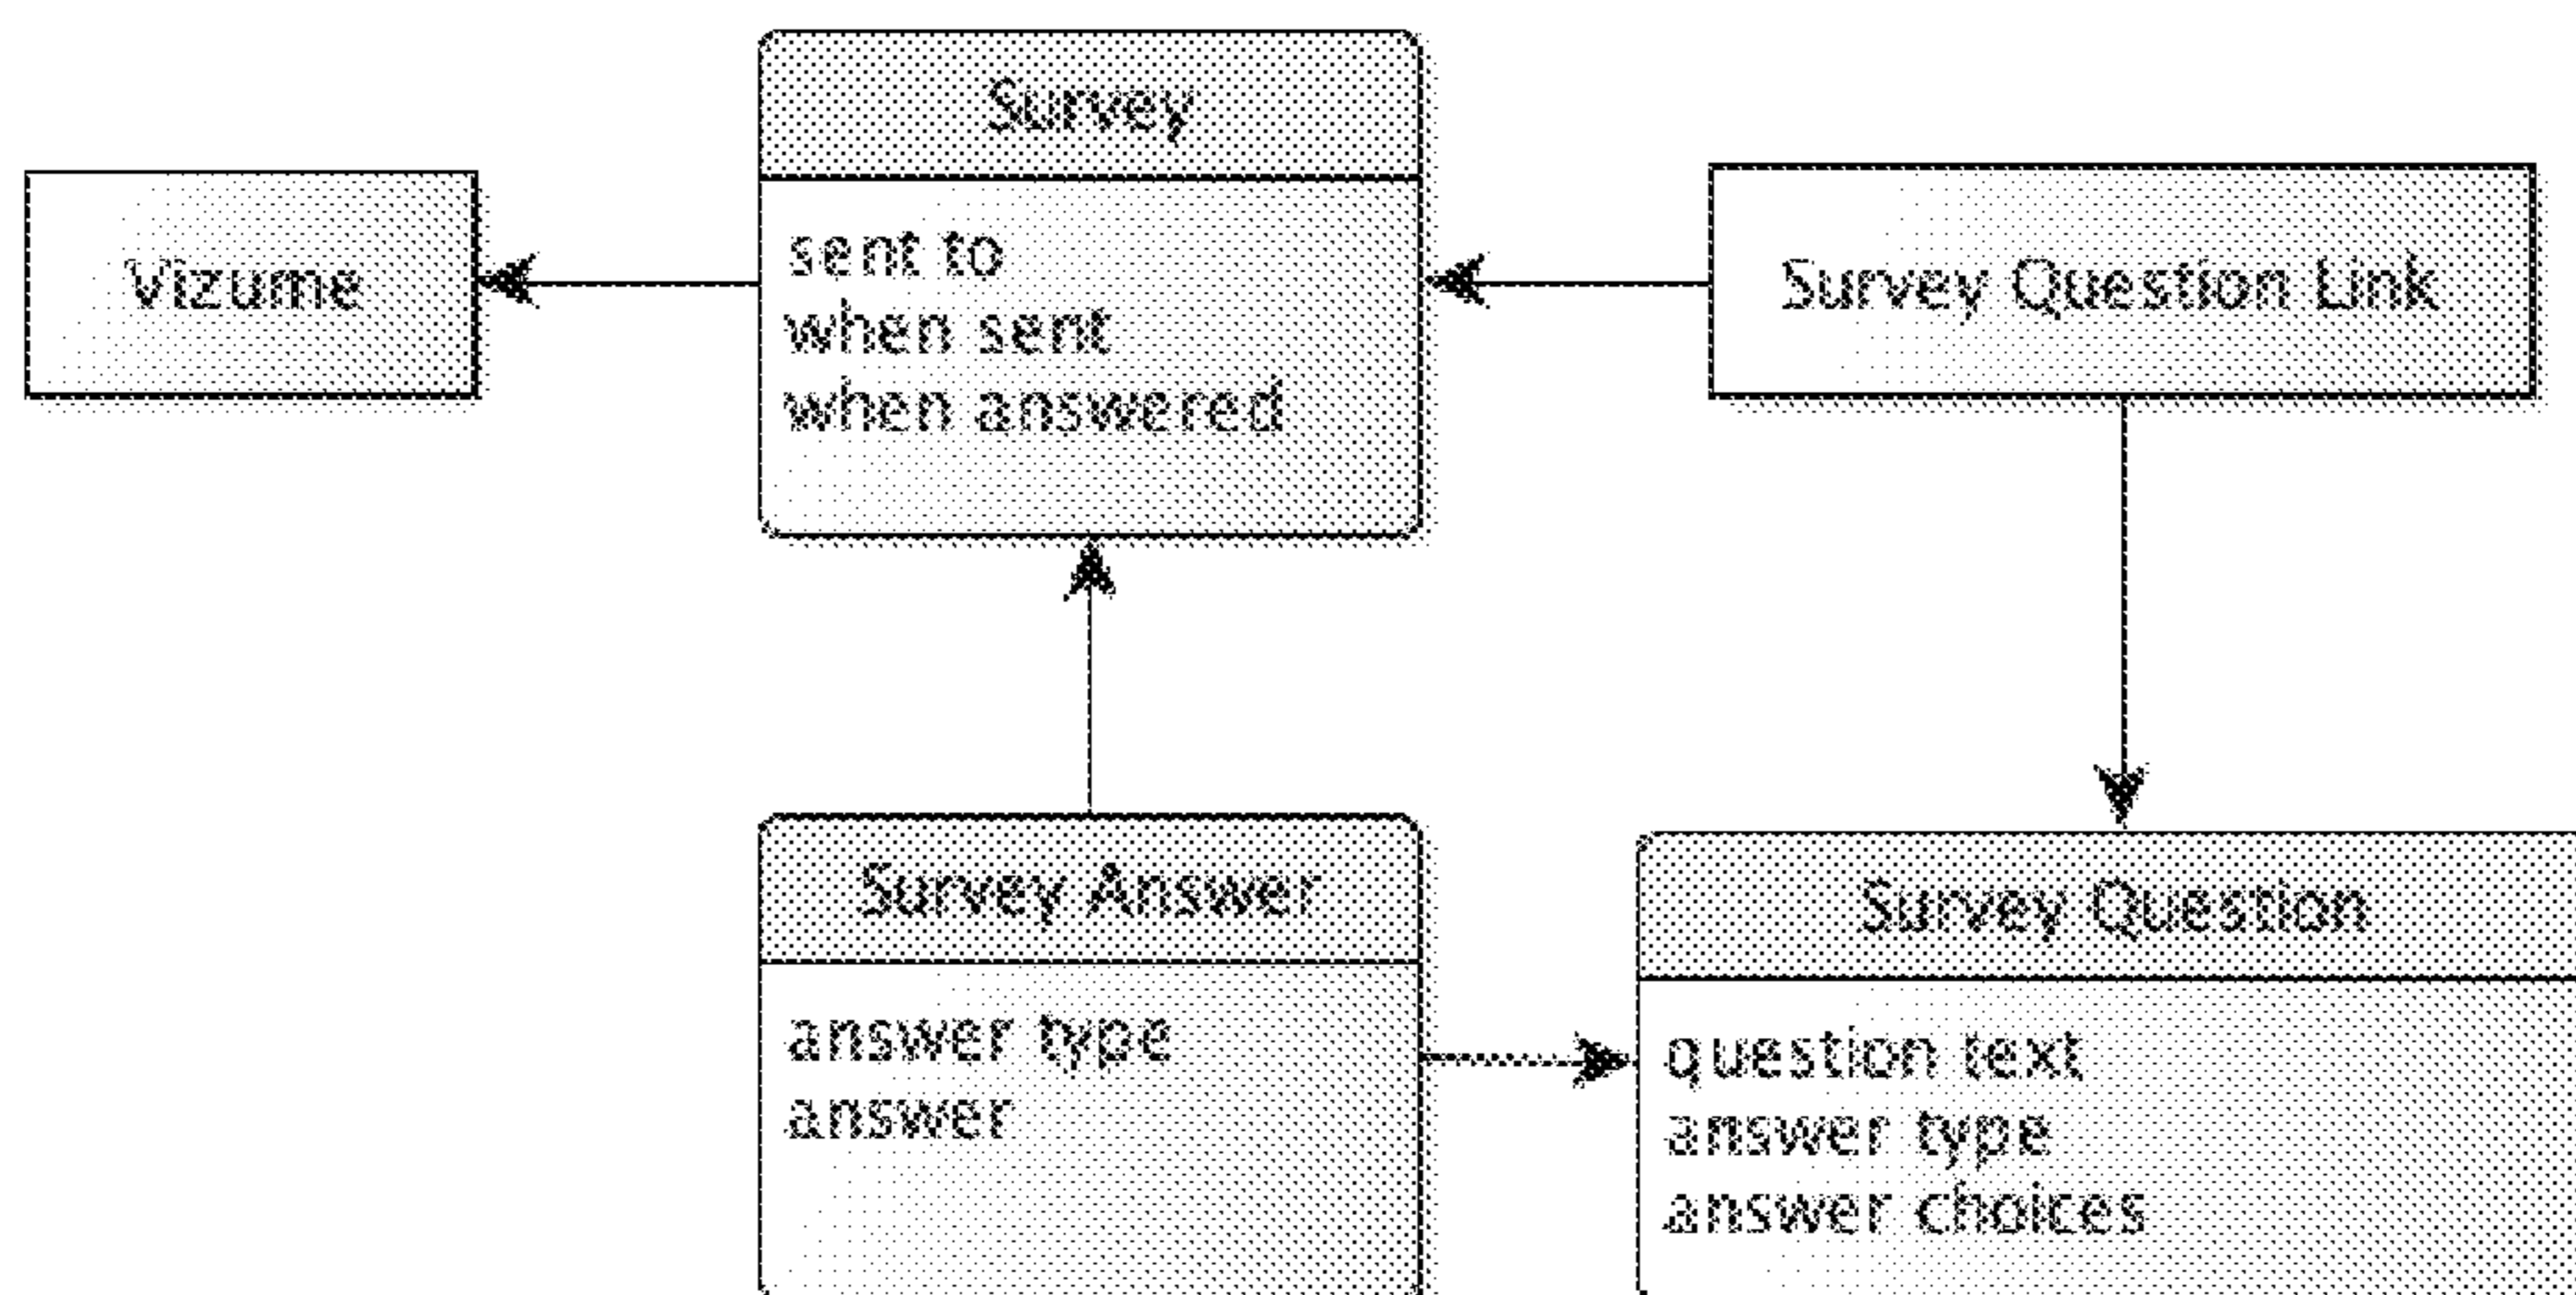 Survey
sent to
when sent
when answered
Vizume
Survey Question Link
Survey Answer
answer type
answer
Survey Question
question text
answer type
answer choices